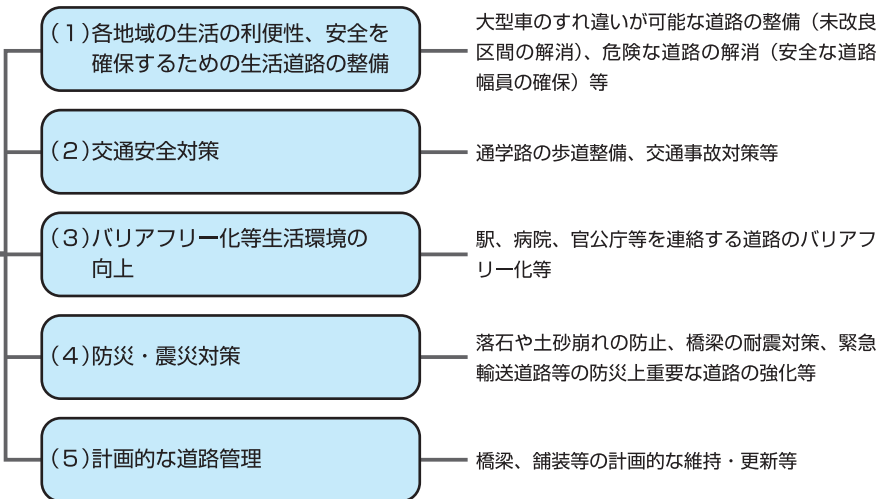 (1)各地域の生活の利便性、安全を
確保するための生活道路の整備
大型車のすれ違いが可能な道路の整備（未改良
区間の解消）、危険な道路の解消（安全な道路
幅員の確保）等
(2)交通安全対策
通学路の歩道整備、交通事故対策等
(3)バリアフリー化等生活環境の
向上
駅、病院、官公庁等を連絡する道路のバリアフ
リー化等
(4)防災・震災対策
落石や土砂崩れの防止、橋梁の耐震対策、緊急
輸送道路等の防災上重要な道路の強化等
(5)計画的な道路管理
橋梁、舗装等の計画的な維持・更新等